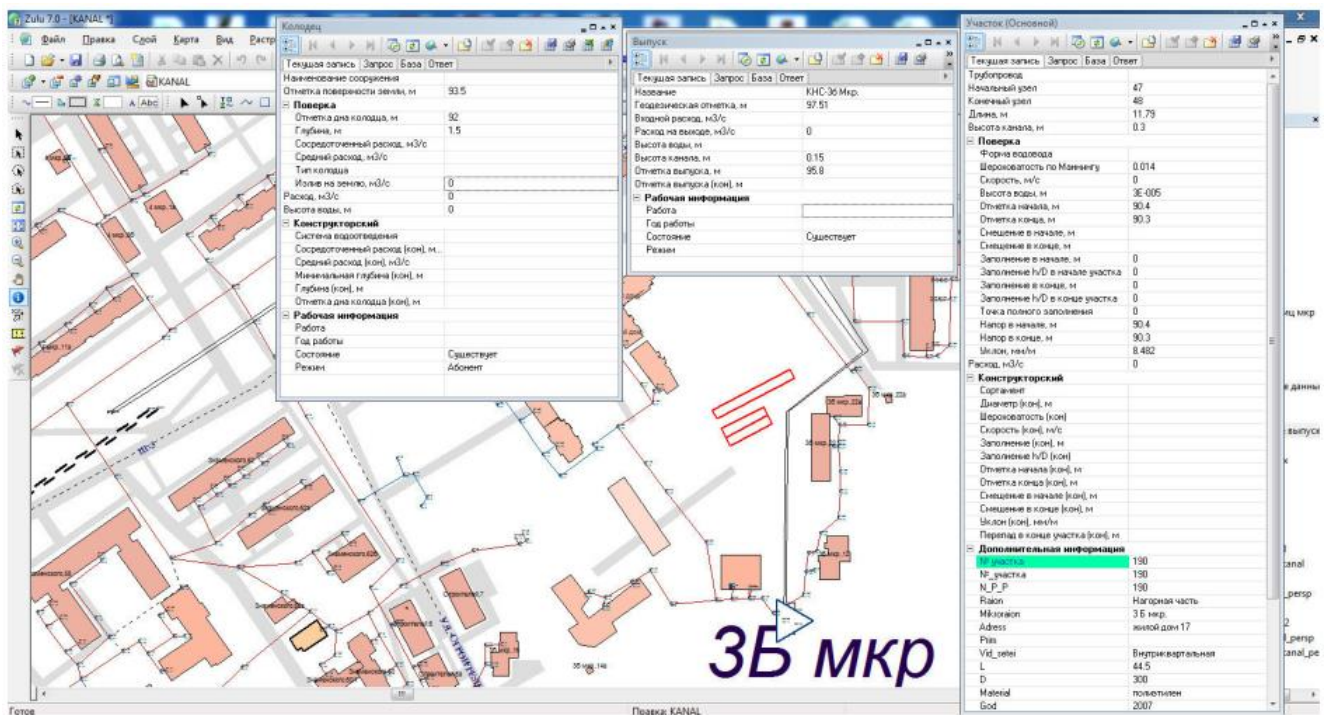 Zulu 7.0 - [KANAL *]
Файл Правка Слой Карта Вид
KANAL
Abc
Колодец
Текущая запись Запрос База Ответ
Наименование сооружения
Отметка поверхности земли, м 93.5
Поверка
Отметка дна колодца, м 92
Глубина, м 1.5
Сосредоточенный расход, м3/с
Средний расход, м3/с
Тип колодца
Излив на землю, м3/с 0
Расход, м3/с 0
Высота воды, м 0
Конструкторский
Система водоотведения
Сосредоточенный расход (кон), м...
Средний расход (кон), м3/с
Минимальная глубина (кон), м
Глубина (кон), м
Отметка дна колодца (кон), м
Рабочая информация
Работа
Год работы
Состояние Существует
Режим Абонент
Выпуск
Текущая запись Запрос База Ответ
Название КНС-3б Мкр.
Геодезическая отметка, м 97.51
Входной расход, м3/с
Расход на выходе, м3/с 0
Высота воды, м
Высота канала, м 0.15
Отметка выпуска, м 95.8
Отметка выпуска (кон), м
Рабочая информация
Работа
Год работы
Состояние Существует
Режим
Участок (Основной)
Текущая запись Запрос База Ответ
Трубопровод
Начальный узел 47
Конечный узел 48
Длина, м 11.79
Высота канала, м 0.3
Поверка
Форма водовода
Шероховатость по Маннингу 0.014
Скорость, м/с 0
Высота воды, м 3E-005
Отметка начала, м 90.4
Отметка конца, м 90.3
Смещение в начале, м
Смещение в конце, м
Заполнение в начале, м 0
Заполнение h/D в начале участка 0
Заполнение в конце, м 0
Заполнение h/D в конце участка 0
Точка полного заполнения 0
Напор в начале, м 90.4
Напор в конце, м 90.3
Уклон, мм/м 8.482
Расход, м3/с 0
Конструкторский
Сортамент
Диаметр (кон), м
Шероховатость (кон)
Скорость (кон), м/с
Заполнение (кон), м
Заполнение h/D (кон)
Отметка начала (кон), м
Отметка конца (кон), м
Смещение в начале (кон), м
Смещение в конце (кон), м
Уклон (кон), мм/м
Перепад в конце участка (кон), м
Дополнительная информация
№ участка 190
№_участка 190
N_P_P 190
Raion Нагорная часть
Mikroraion 3 Б мкр.
Adress жилой дом 17
Prim
Vid_setei Внутриквартальная
L 44.5
D 300
Material полиэтилен
God 2007
3Б мкр
Готов
Правка: KANAL